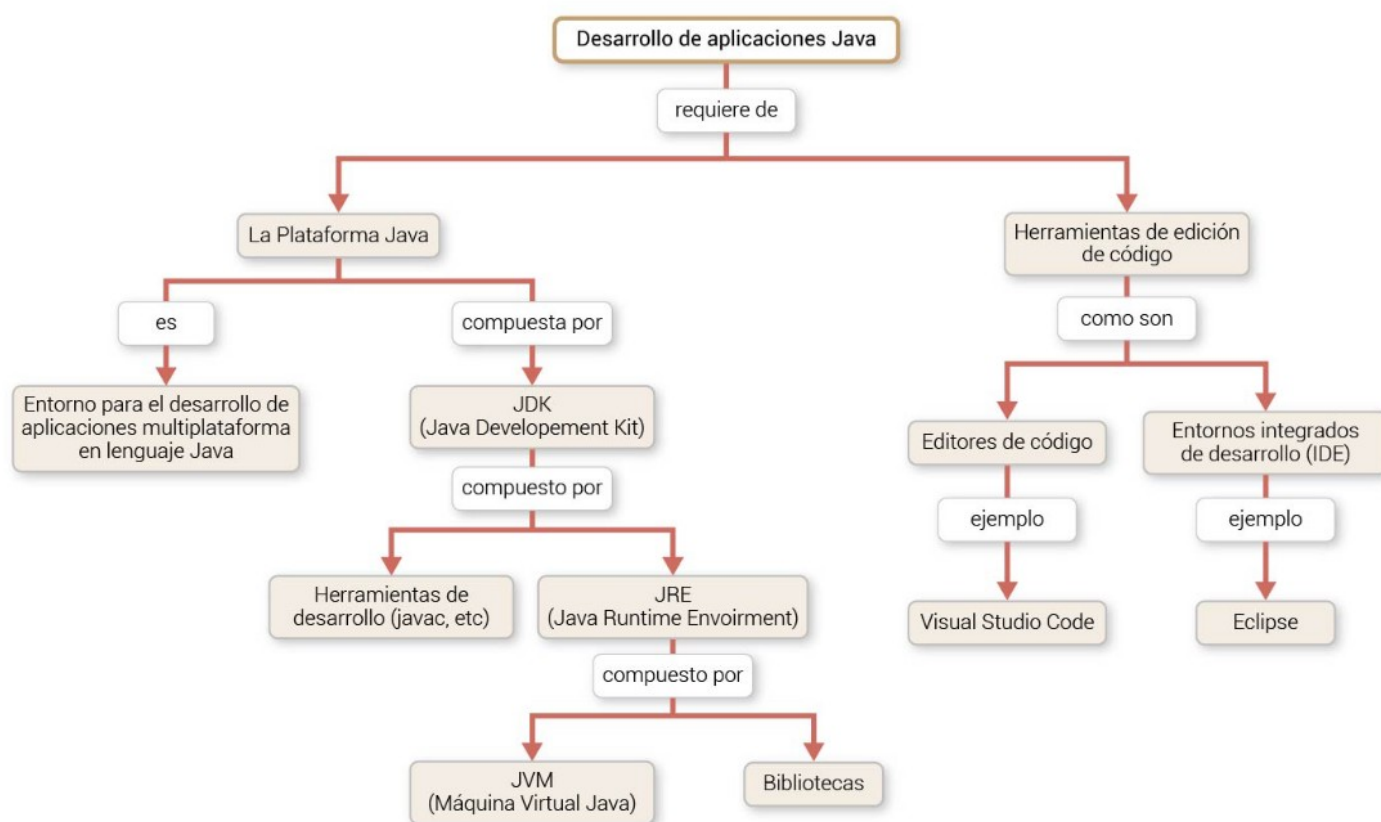 Desarrollo de aplicaciones Java
requiere de
La Plataforma Java
Herramientas de edición
de código
es
compuesta por
como son
Entorno para el desarrollo de
aplicaciones multiplataforma
en lenguaje Java
JDK
(Java Developement Kit)
Editores de código
Entornos integrados
de desarrollo (IDE)
compuesto por
ejemplo
ejemplo
Herramientas de
desarrollo (javac, etc)
JRE
(Java Runtime Envoirment)
Visual Studio Code
Eclipse
compuesto por
JVM
(Máquina Virtual Java)
Bibliotecas